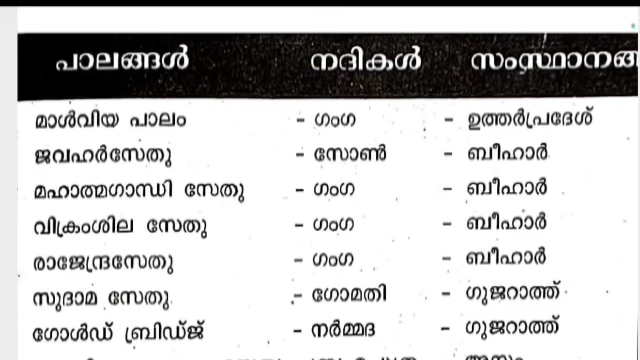 പാലങ്ങൾ നദികൾ
മാൾവിയ പാലം - ഗംഗ - ഉത്തർപ്രദേശ്
ജവഹർസേതു - സോൺ - ബീഹാർ
മഹാത്മഗാന്ധി സേതു - ഗംഗ - ബീഹാർ
വിക്രംശില സേതു - ഗംഗ - ബീഹാർ
രാജേന്ദ്രസേതു - ഗംഗ - ബീഹാർ
സുദാമ സേതു - ഗോമതി - ഗുജറാത്ത്
ഗോൾഡ് ബ്രിഡ്ജ് - നർമ്മദ - ഗുജറാത്ത്